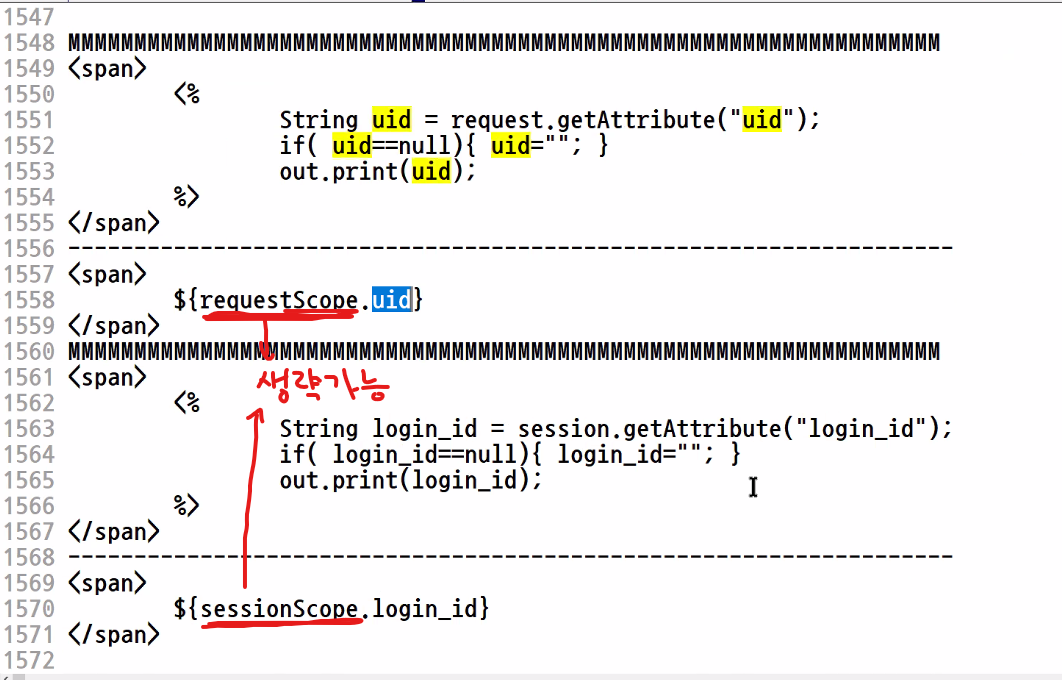 1547
1548 MMMMMMMMMMMMMMMMMMMMMMMMMMMMMMMMMMMMMMMMMMMMMMMMMMMMMMMMMMMMMMMMMM
1549 <span>
1550 <%
1551 String uid = request.getAttribute("uid");
1552 if( uid==null){ uid=""; }
1553 out.print(uid);
1554 %>
1555 </span>
1556 ------------------------------------------------------------------
1557 <span>
1558 ${requestScope.uid}
1559 </span>
1560 MMMMMMMMMMMMMMMMMMMMMMMMMMMMMMMMMMMMMMMMMMMMMMMMMMMMMMMMMMMMMMMMMM
1561 <span>
생략가능
1562 <%
1563 String login_id = session.getAttribute("login_id");
1564 if( login_id==null){ login_id=""; }
1565 out.print(login_id);
1566 %>
1567 </span>
1568 ------------------------------------------------------------------
1569 <span>
1570 ${sessionScope.login_id}
1571 </span>
1572